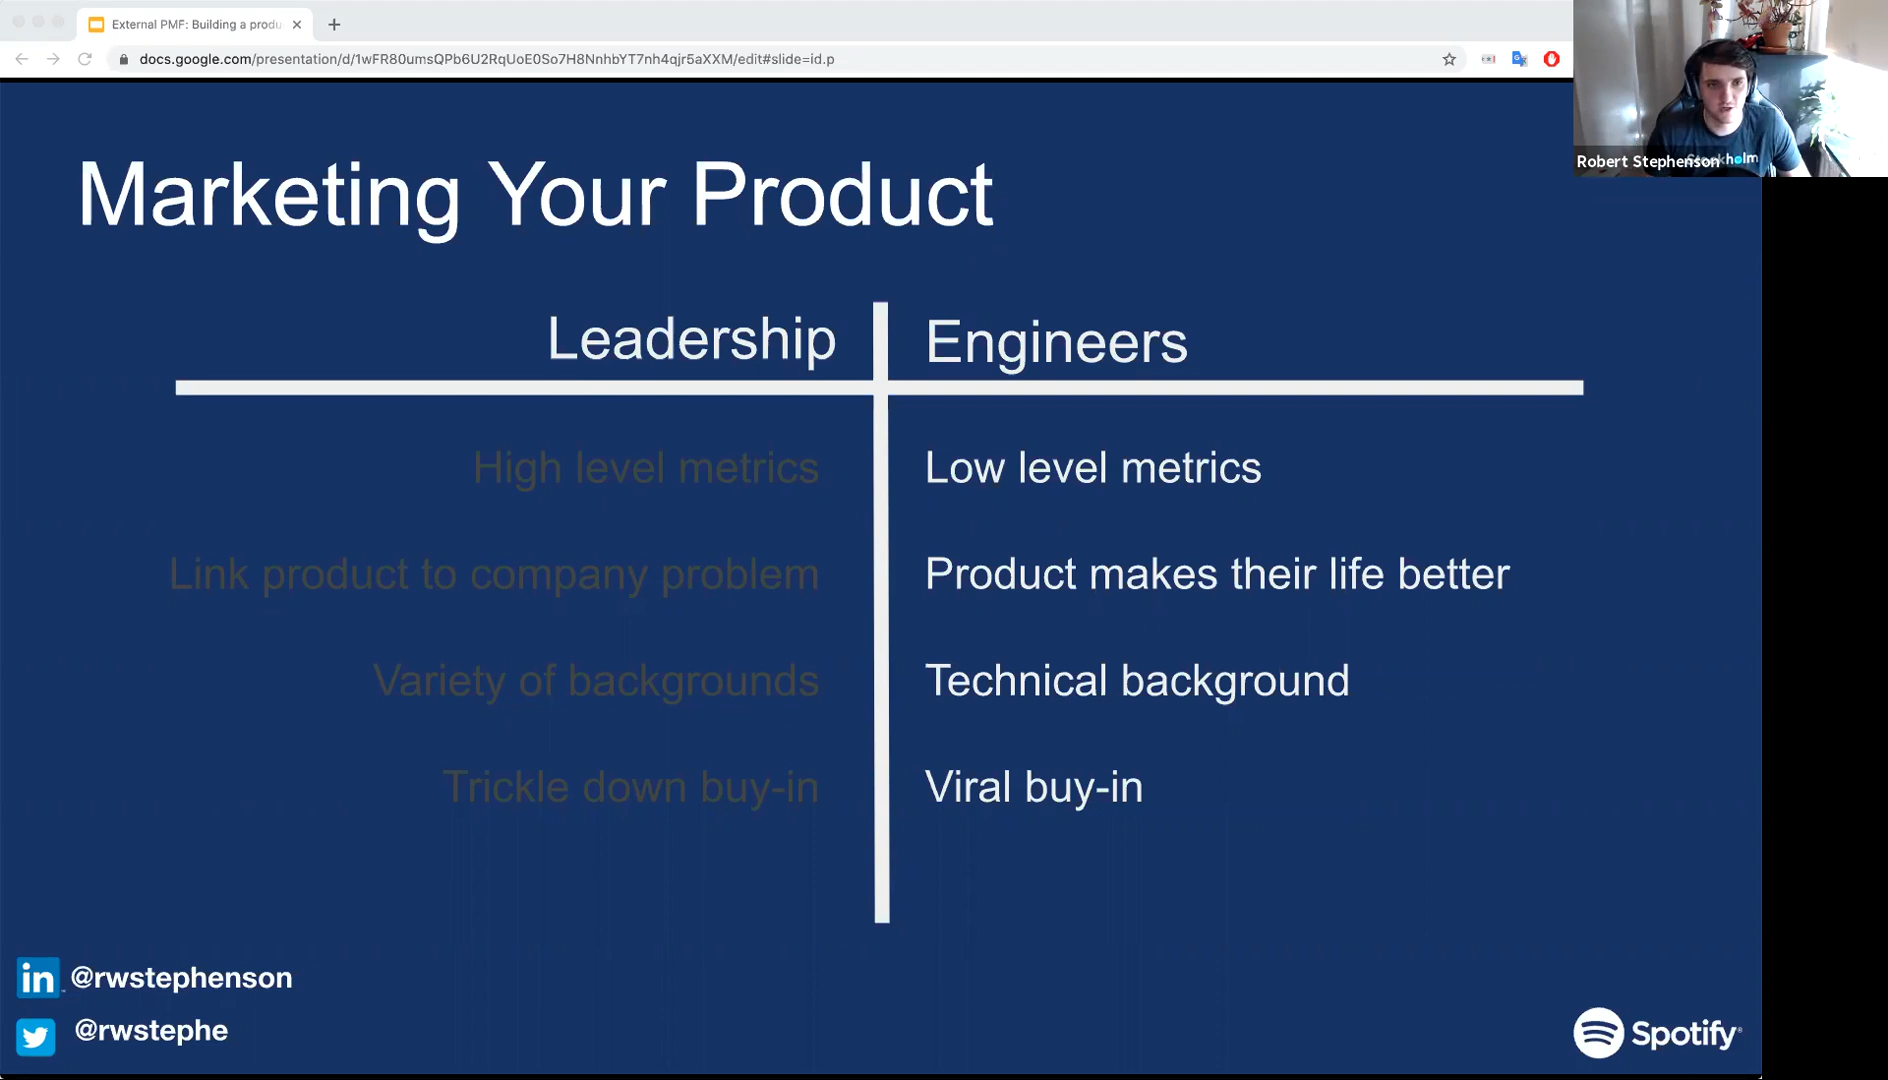 External PMF: Building a produ
docs.google.com/presentation/d/1wFR80umsQPb6U2RqUoE0So7H8NnhbYT7nh4qjr5aXXM/edit#slide=id.p
Robert Stephenson
Marketing Your Product
Leadership
Engineers
High level metrics
Low level metrics
Link product to company problem
Product makes their life better
Variety of backgrounds
Technical background
Trickle down buy-in
Viral buy-in
in @rwstephenson
@rwstephe
Spotify